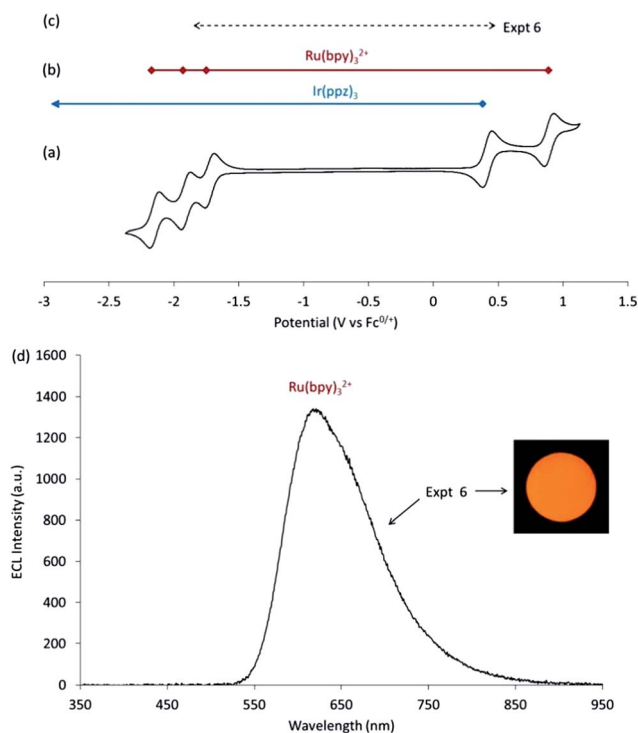 (c)
Expt 6
(b)
Ru(bpy)₃²⁺
Ir(ppz)₃
(a)
-3 -2.5 -2 -1.5 -1 -0.5 0 0.5 1 1.5
Potential (V vs Fc⁰/⁺)
(d)
1600
1400
1200
1000
800
600
400
200
0
ECL Intensity (a.u.)
Ru(bpy)₃²⁺
Expt 6
350 450 550 650 750 850 950
Wavelength (nm)